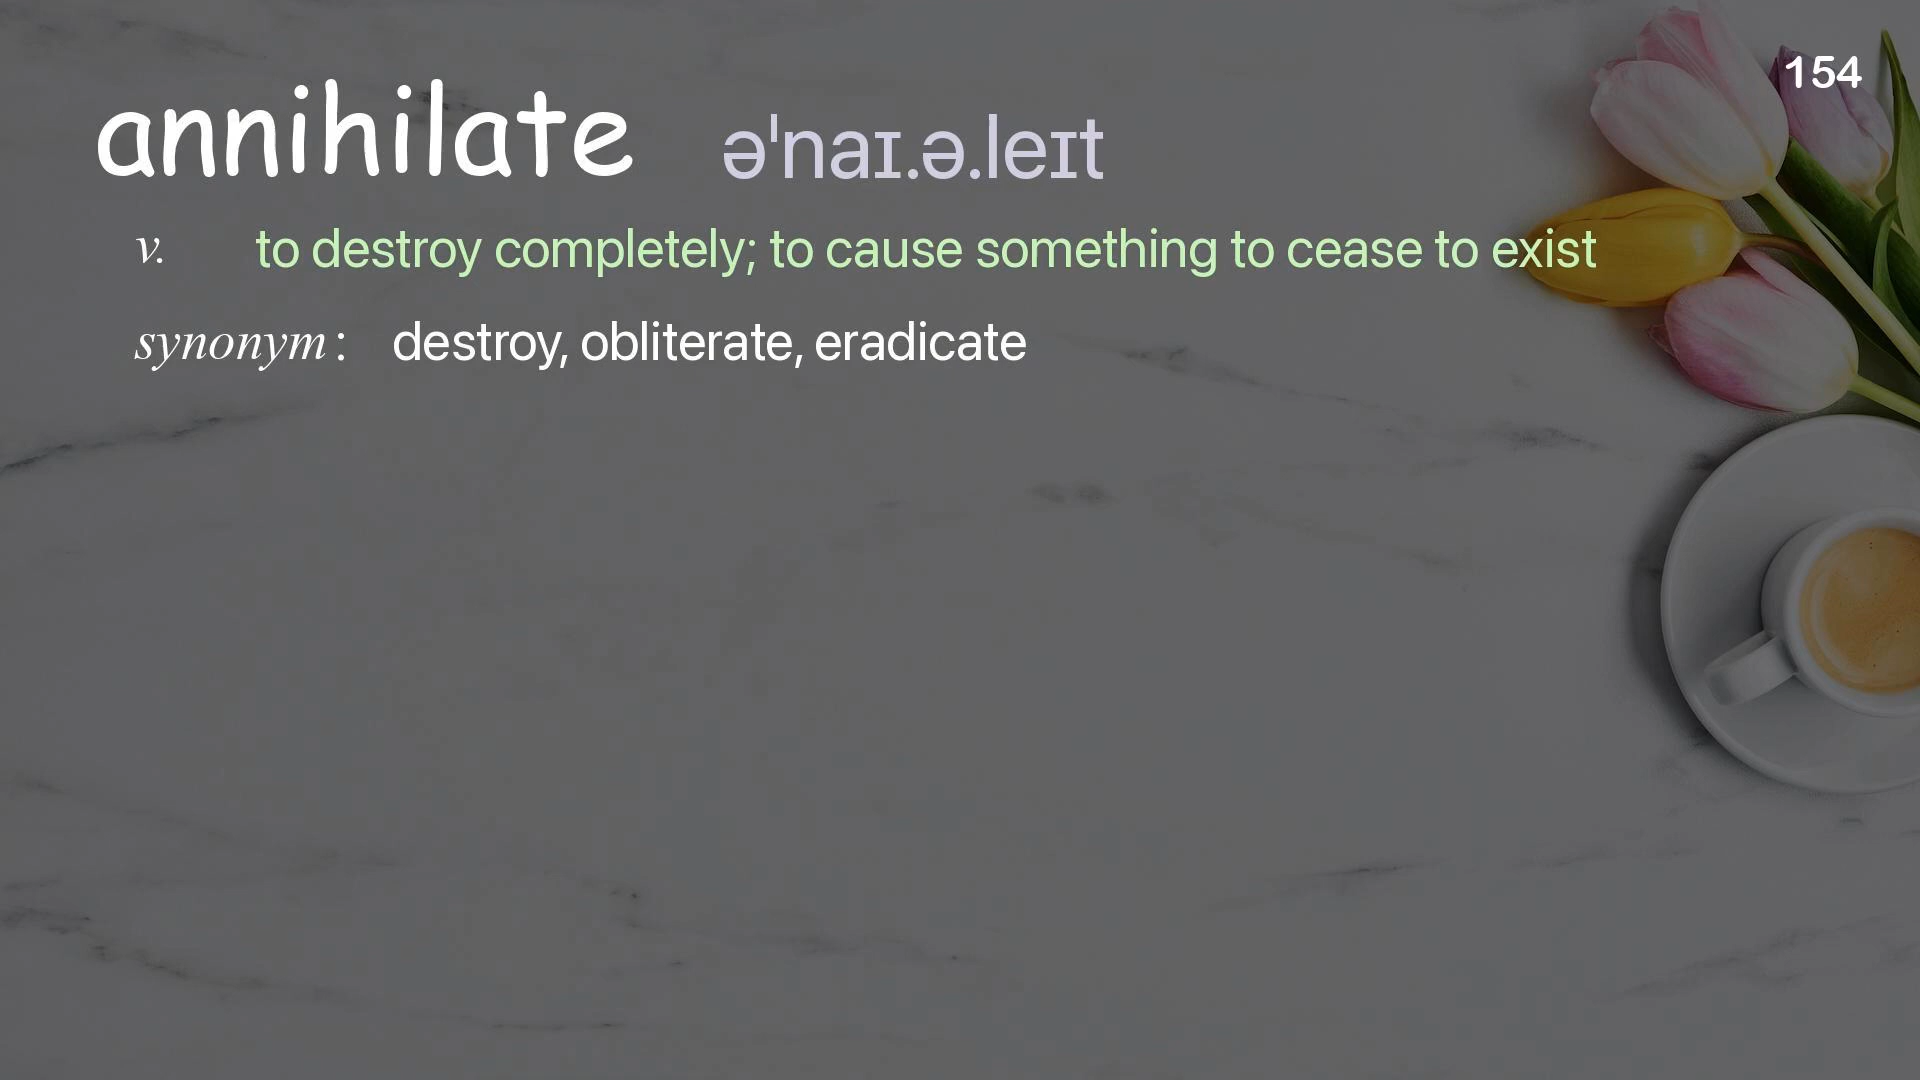 154
annihilate əˈnaɪ.ə.leɪt
v. to destroy completely; to cause something to cease to exist
synonym: destroy, obliterate, eradicate